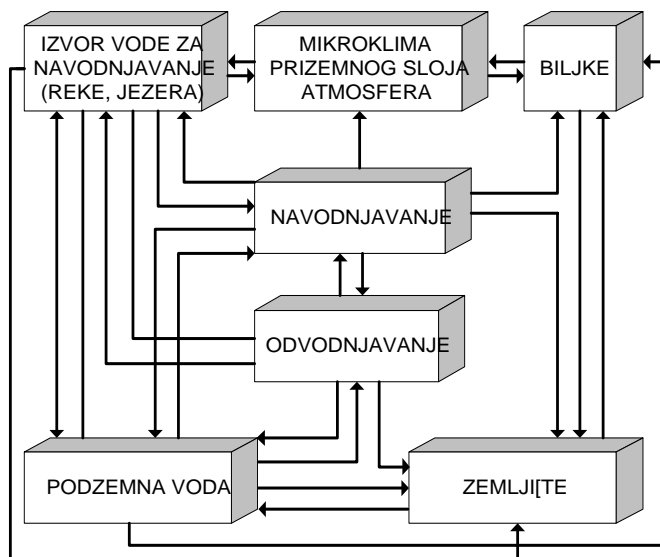 IZVOR VODE ZA
NAVODNJAVANJE
(REKE, JEZERA)
MIKROKLIMA
PRIZEMNOG SLOJA
ATMOSFERA
BILJKE
NAVODNJAVANJE
ODVODNJAVANJE
PODZEMNA VODA
ZEMLJI[TE